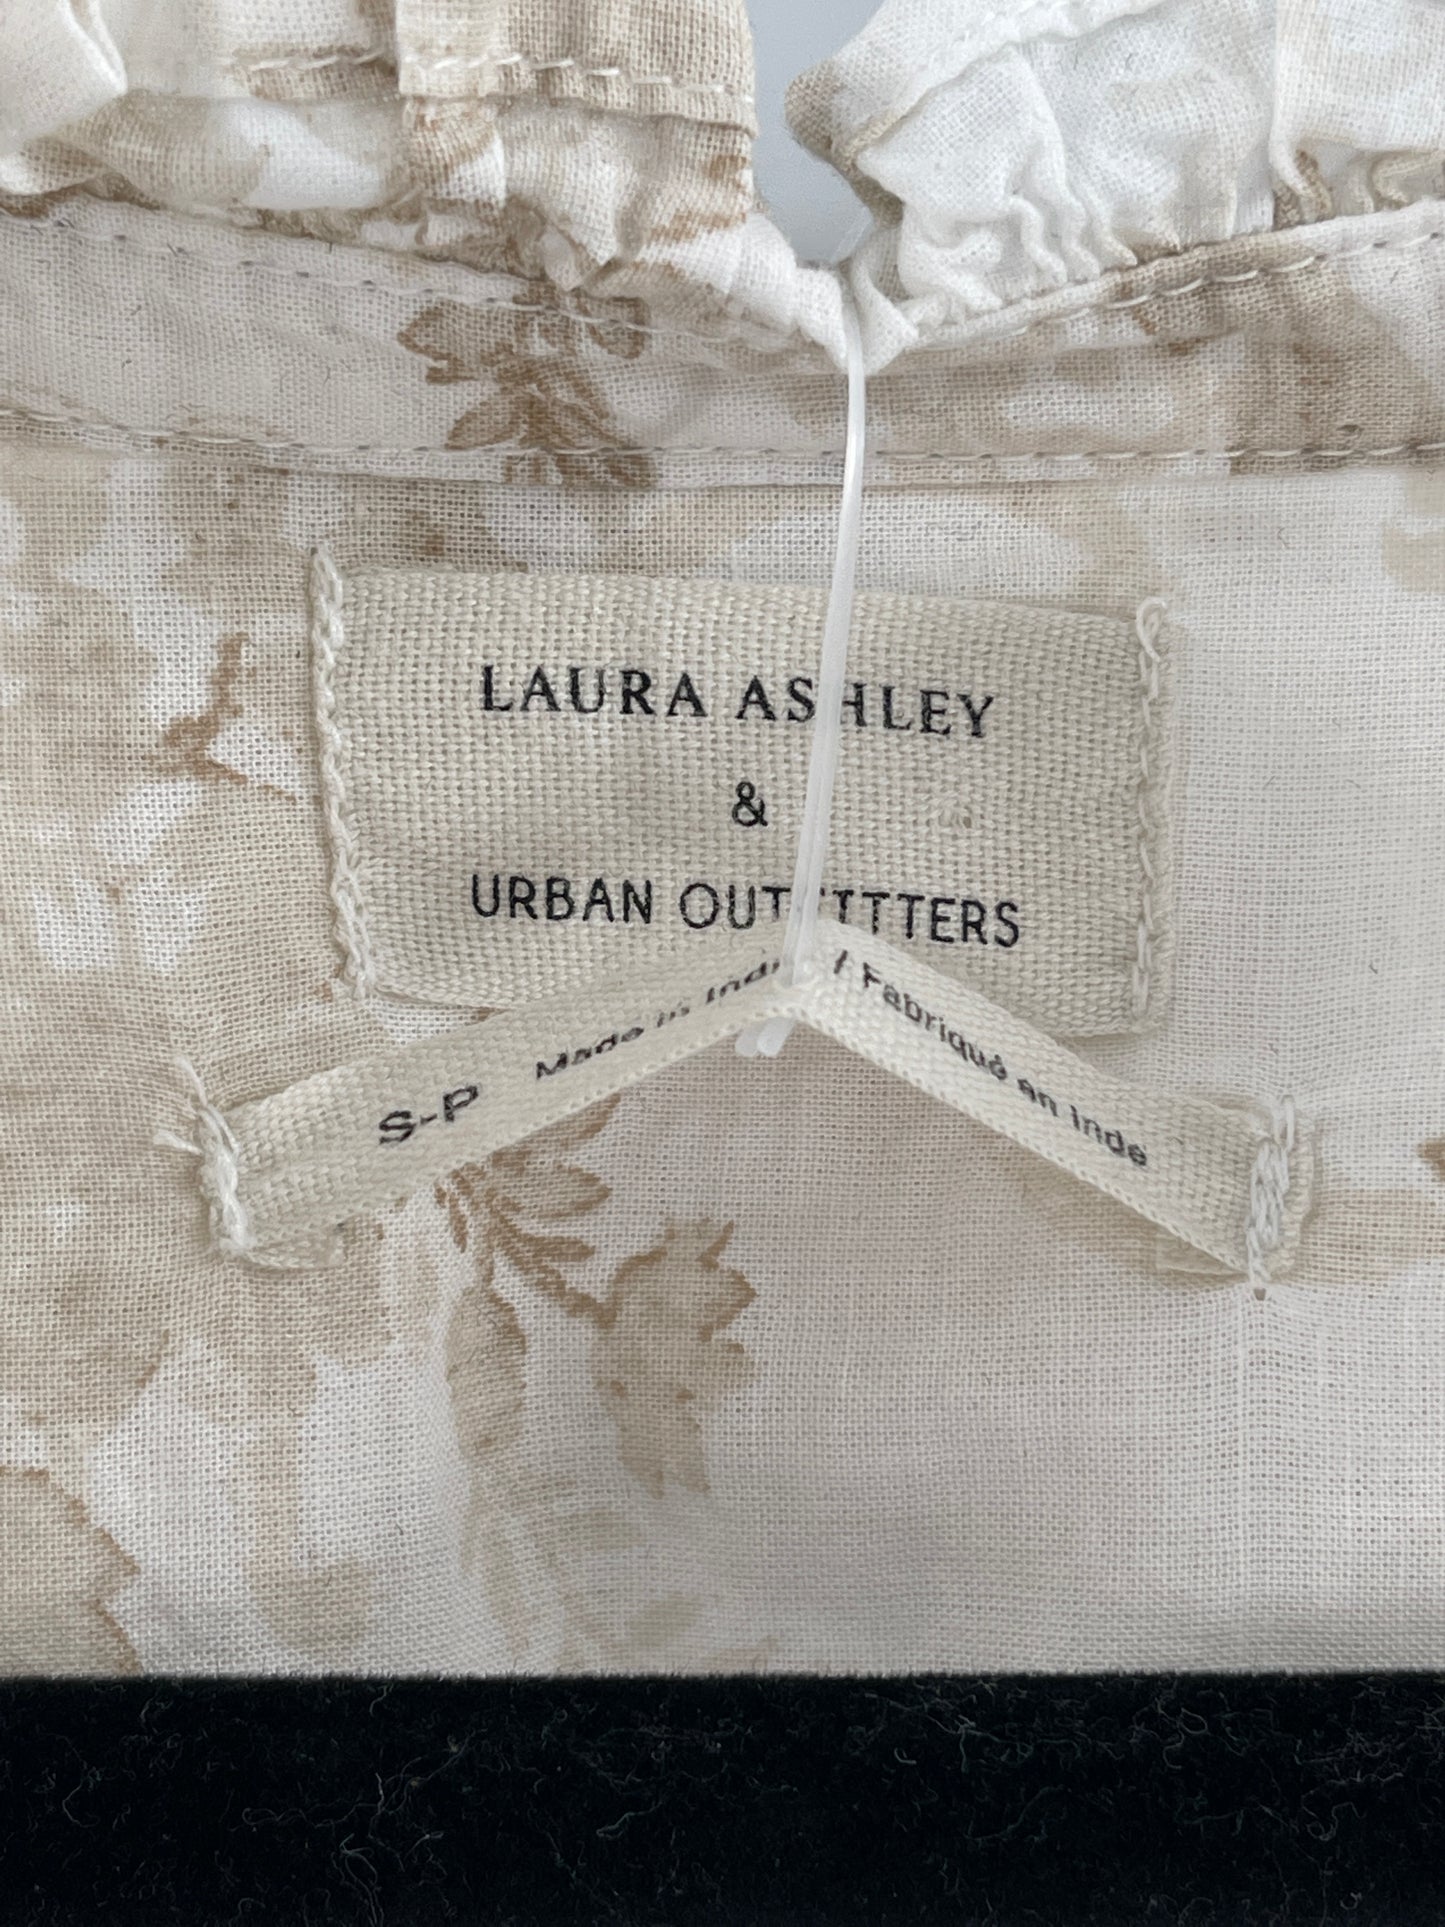 LAURA ASHLEY
&
URBAN OUTFITTERS
S-P Made in India / Fabriqué en Inde